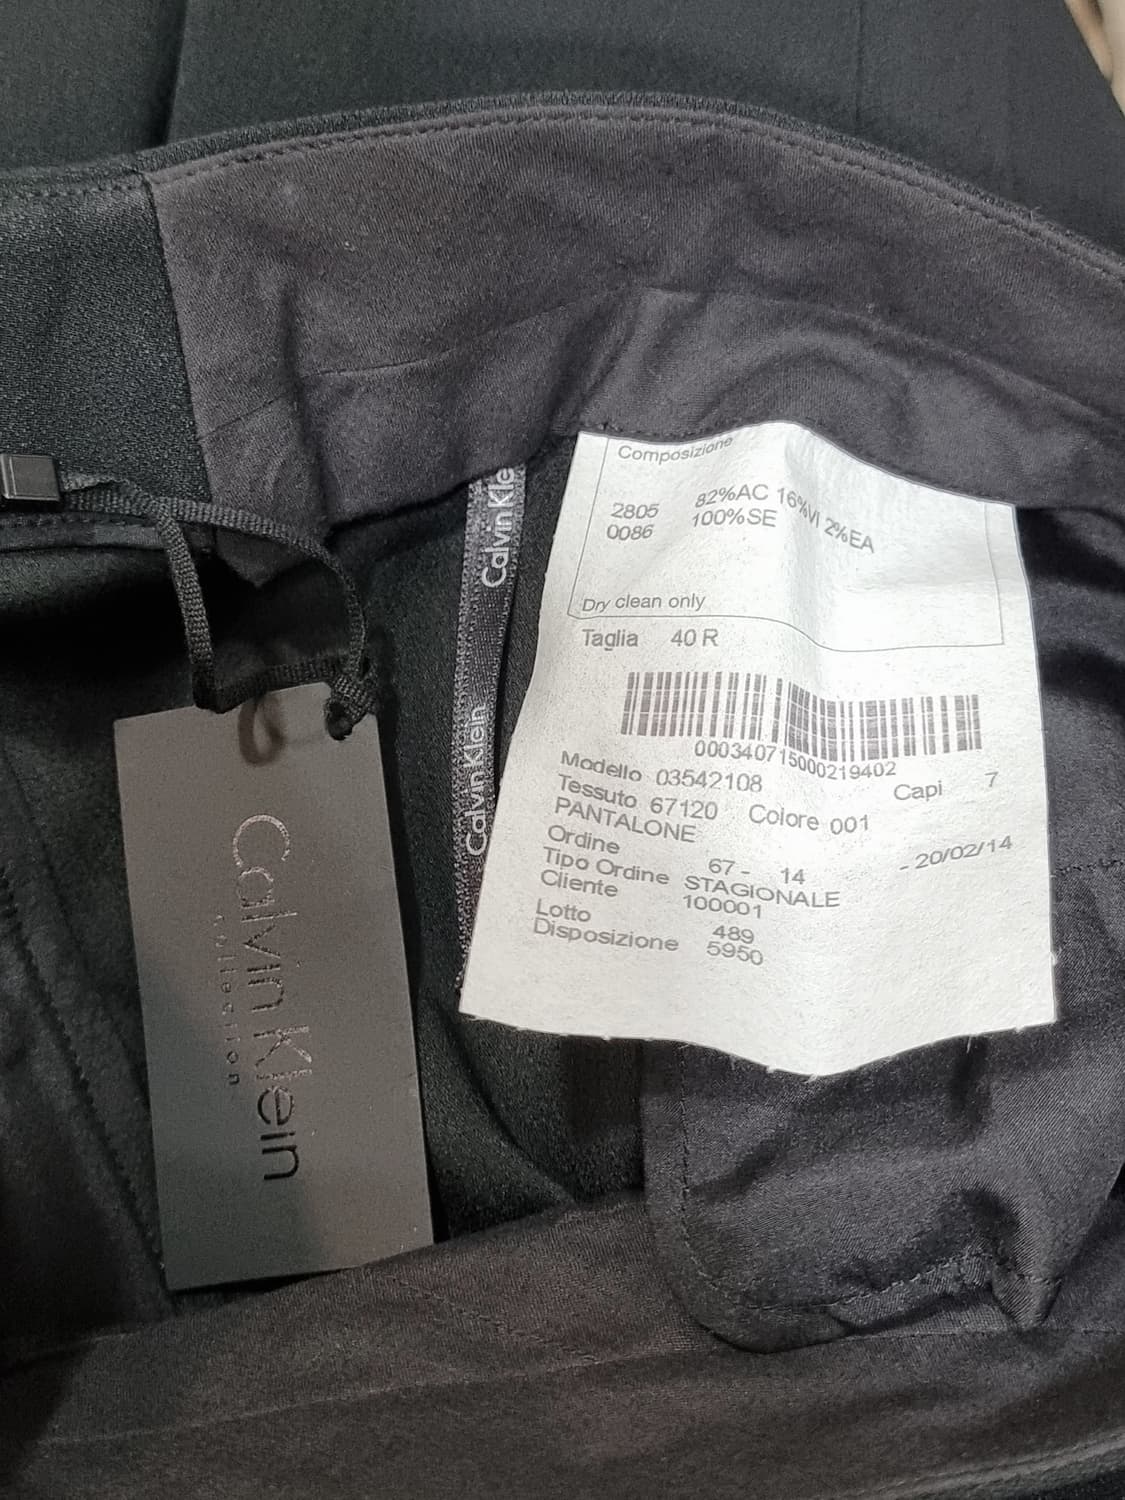 Composizione
2805 82%AC 16%VI 2%EA
0086 100%SE
Dry clean only
Taglia 40 R
000340715000219402
Modello 03542108 Capi 7
Tessuto 67120 Colore 001
PANTALONE
Ordine 67 - 14 - 20/02/14
Tipo Ordine STAGIONALE
Cliente 100001
Lotto 489
Disposizione 5950
Calvin Klein
Calvin Klein
Calvin Klein
collection